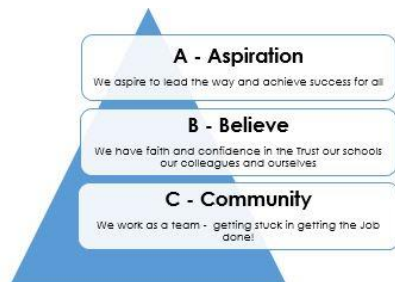 A - Aspiration
We aspire to lead the way and achieve success for all
B - Believe
We have faith and confidence in the Trust our schools
our colleagues and ourselves
C - Community
We work as a team - getting stuck in getting the Job
done!